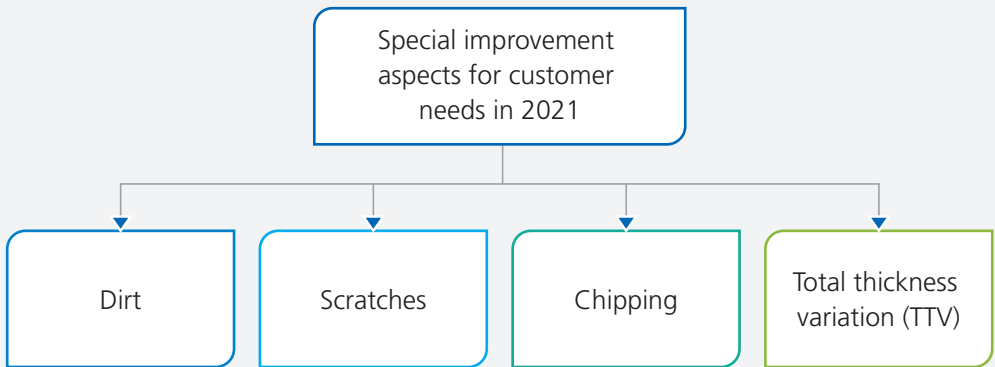 Special improvement
aspects for customer
needs in 2021
Dirt
Scratches
Chipping
Total thickness
variation (TTV)